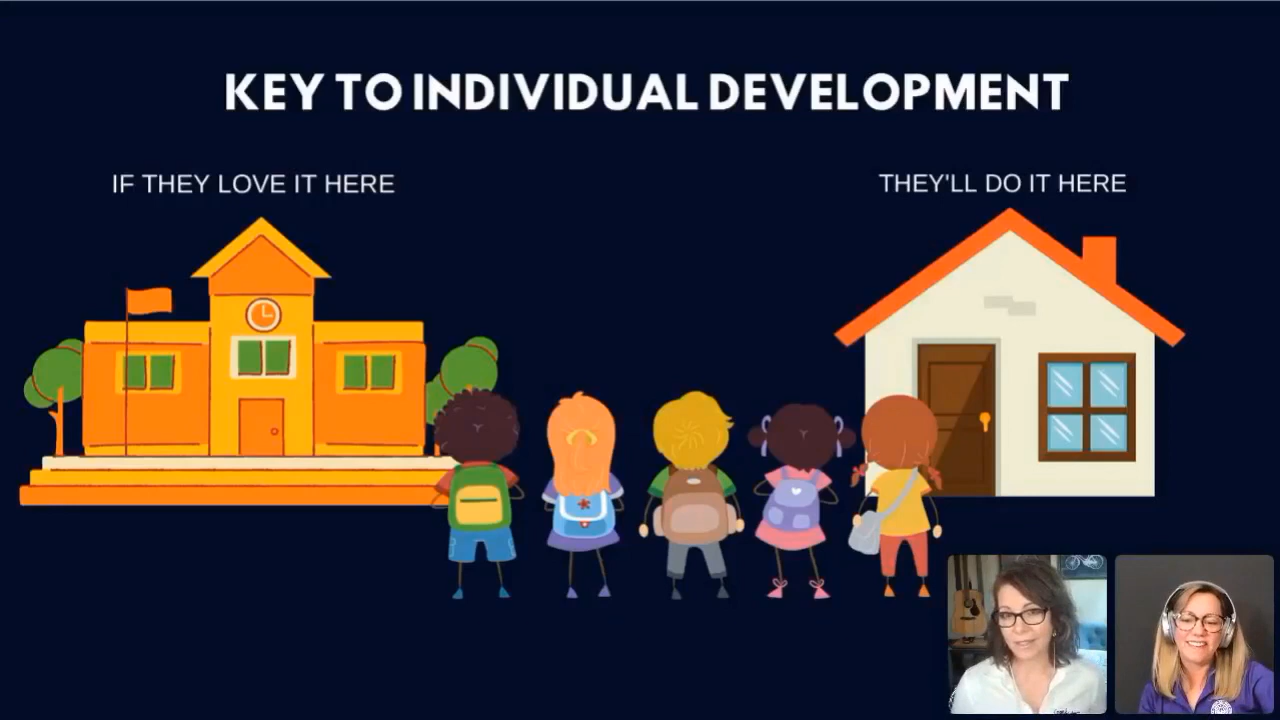 KEY TO INDIVIDUAL DEVELOPMENT
IF THEY LOVE IT HERE
THEY'LL DO IT HERE